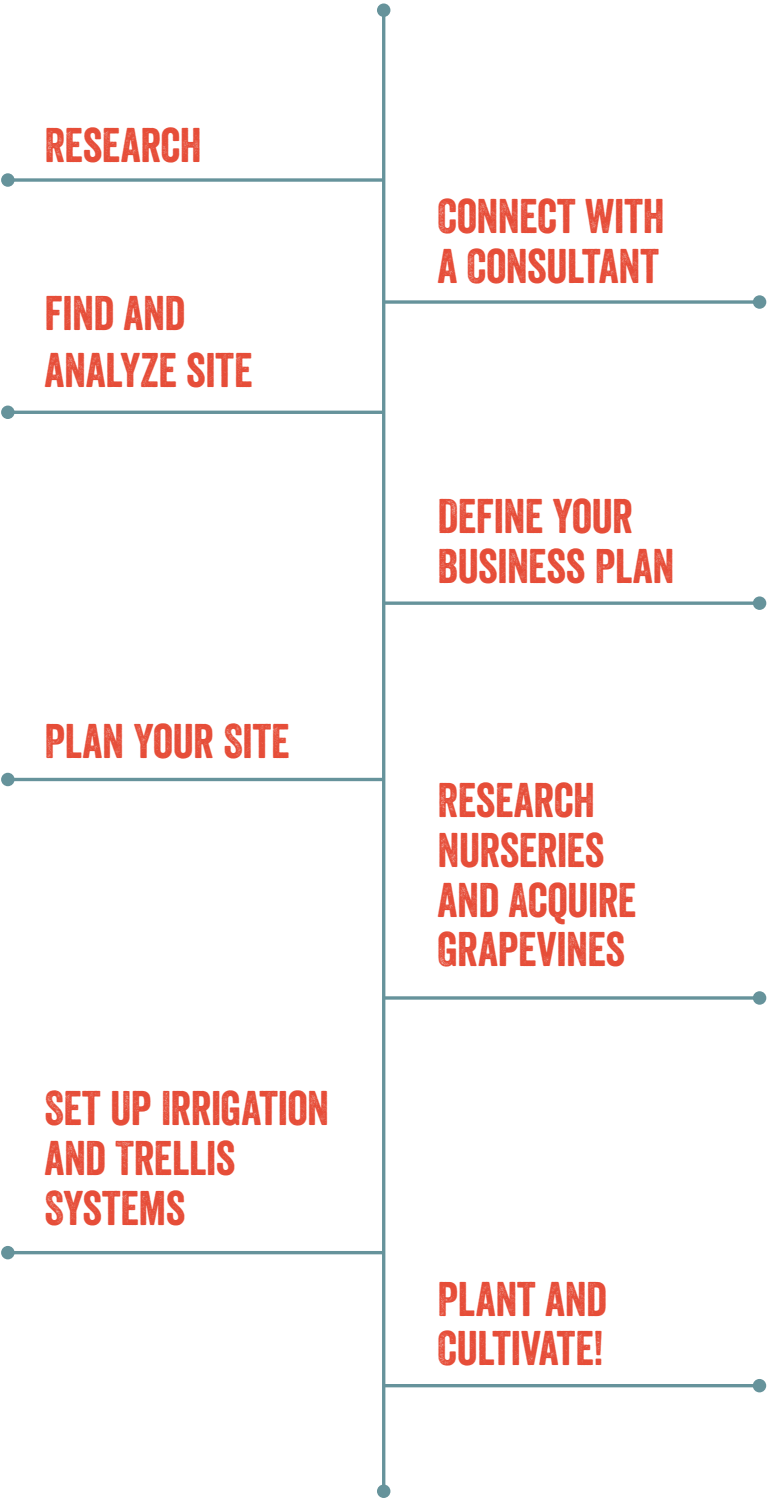 RESEARCH
CONNECT WITH
A CONSULTANT
FIND AND
ANALYZE SITE
DEFINE YOUR
BUSINESS PLAN
PLAN YOUR SITE
RESEARCH
NURSERIES
AND ACQUIRE
GRAPEVINES
SET UP IRRIGATION
AND TRELLIS
SYSTEMS
PLANT AND
CULTIVATE!